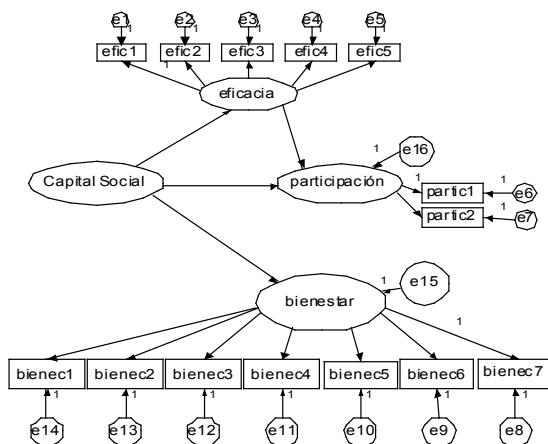 e1 e2 e3 e4 e5
1 1 1 1 1
efic1 efic2 efic3 efic4 efic5
1
eficacia
e16
1
Capital Social participación
1 partic1 1 e6
partic2 1 e7
1 e15
bienestar
1
bienec1 bienec2 bienec3 bienec4 bienec5 bienec6 bienec7
1 1 1 1 1 1 1
e14 e13 e12 e11 e10 e9 e8